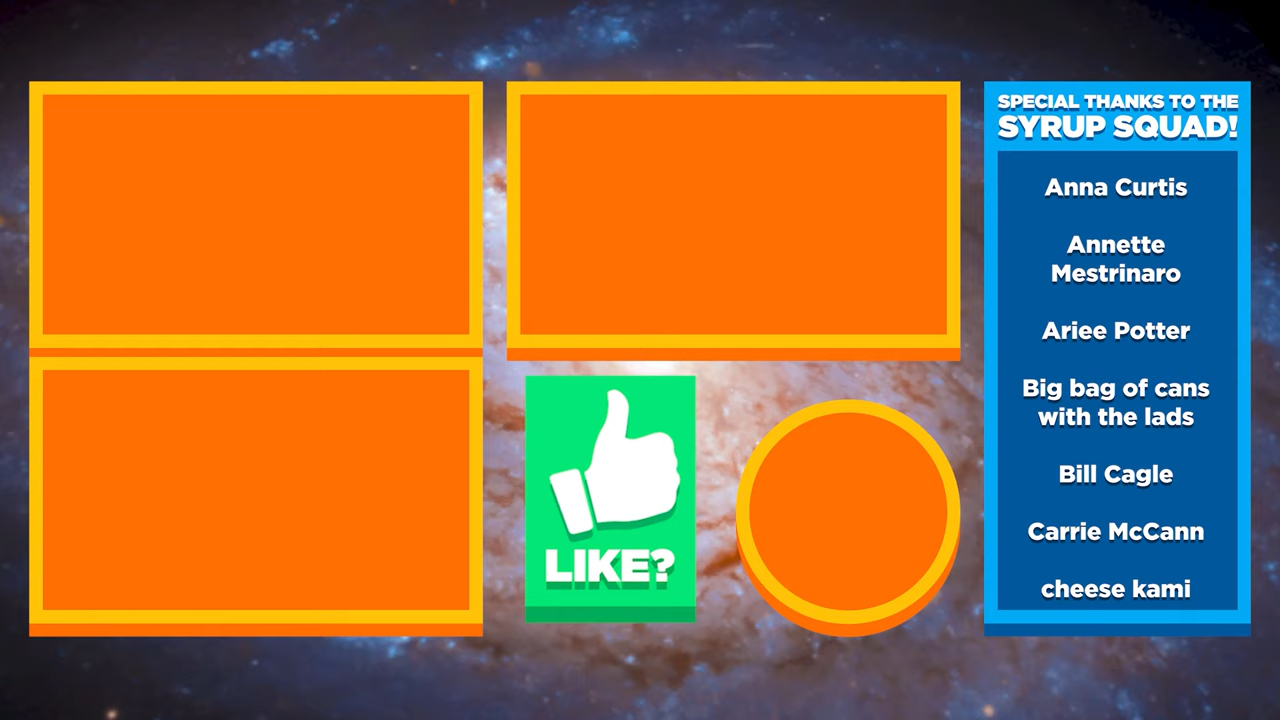 SPECIAL THANKS TO THE
SYRUP SQUAD!
Anna Curtis
Annette
Mestrinaro
Ariee Potter
Big bag of cans
with the lads
Bill Cagle
Carrie McCann
cheese kami
LIKE?